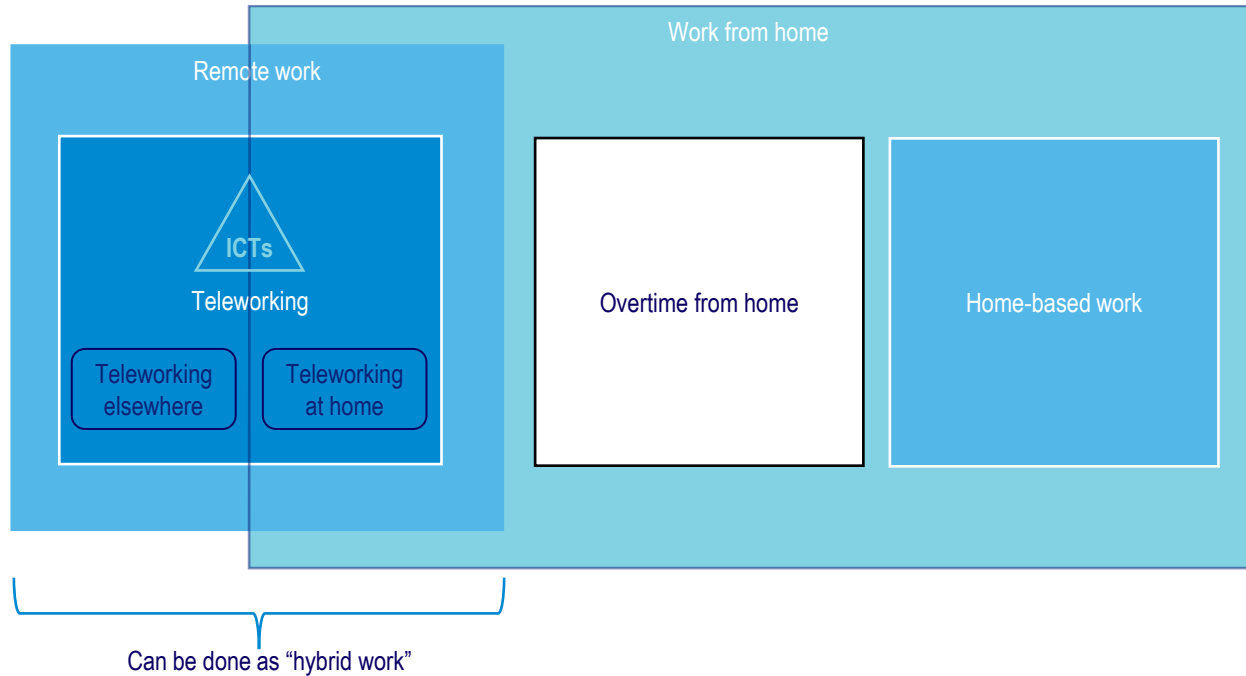 Work from home
Remote work
ICTs
Teleworking
Teleworking
elsewhere
Teleworking
at home
Overtime from home
Home-based work
Can be done as “hybrid work”